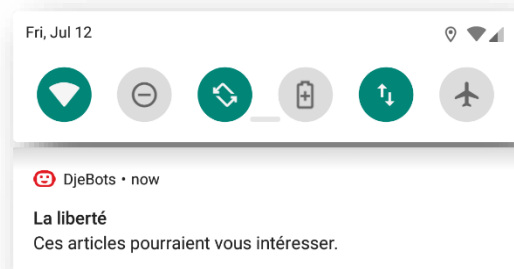 Fri, Jul 12
DjeBots • now
La liberté
Ces articles pourraient vous intéresser.